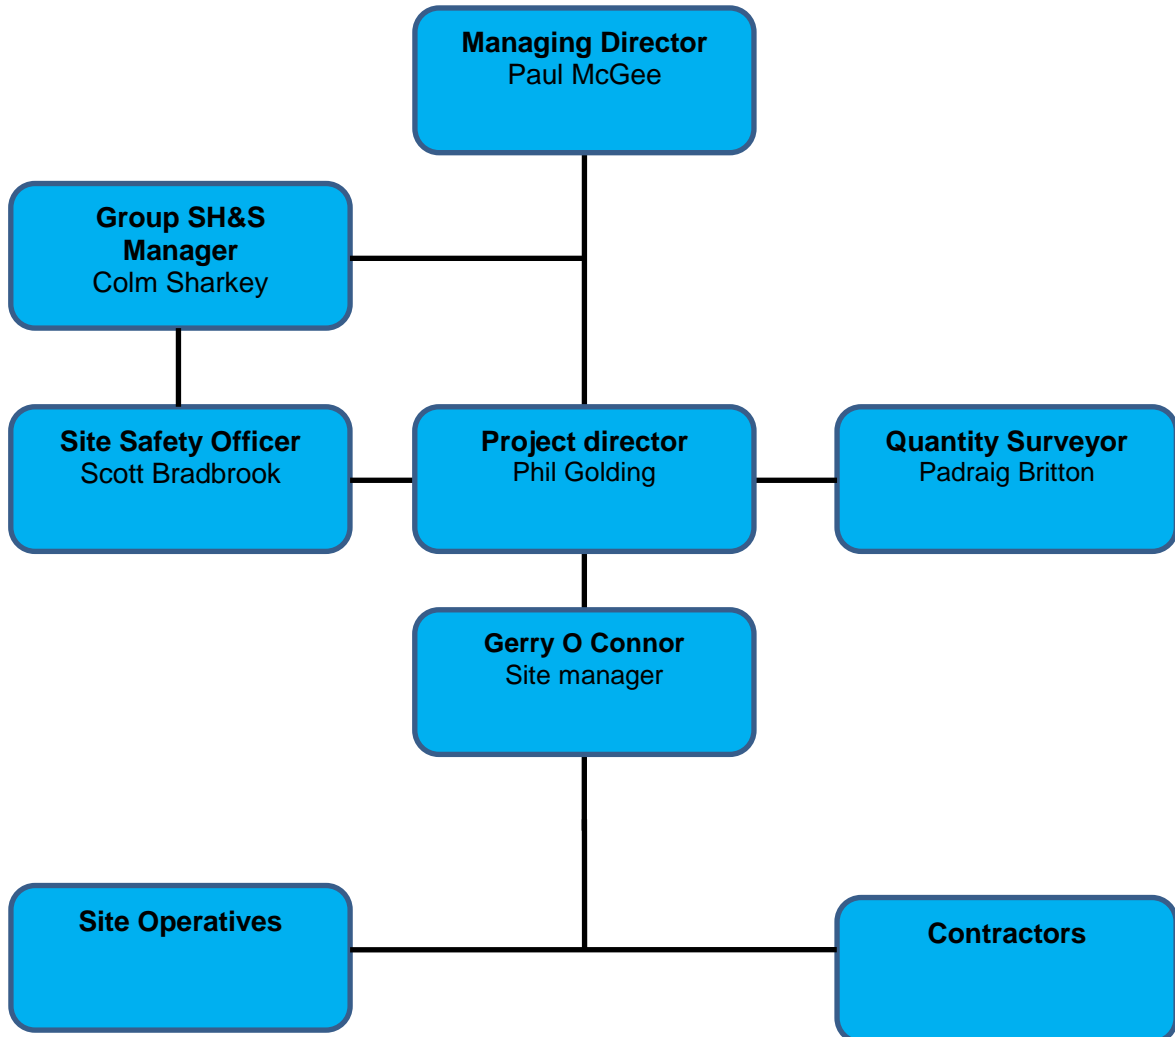 Managing Director
Paul McGee
Group SH&S
Manager
Colm Sharkey
Site Safety Officer
Scott Bradbrook
Project director
Phil Golding
Quantity Surveyor
Padraig Britton
Gerry O Connor
Site manager
Site Operatives
Contractors